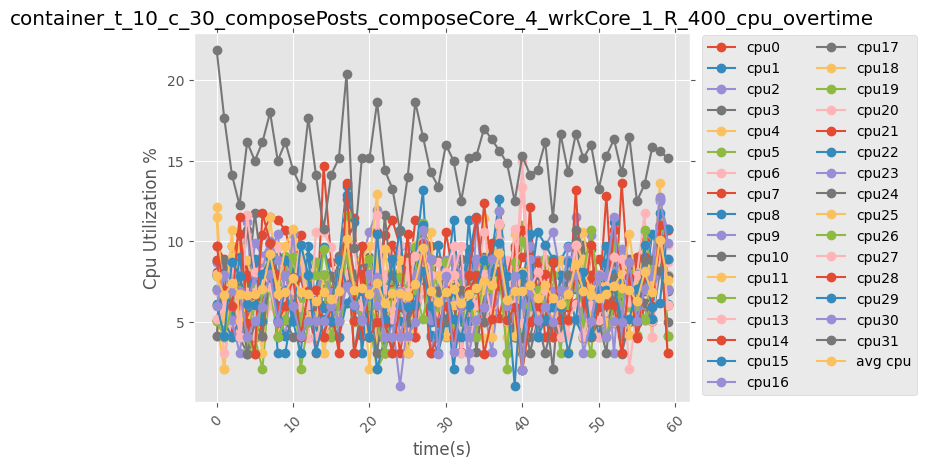 container_t_10_c_30_composePosts_composeCore_4_wrkCore_1_R_400_cpu_overtime
Cpu Utilization %
20
15
10
5
0
10
20
30
40
50
60
time(s)
cpu0
cpu1
cpu2
cpu3
cpu4
cpu5
cpu6
cpu7
cpu8
cpu9
cpu10
cpu11
cpu12
cpu13
cpu14
cpu15
cpu16
cpu17
cpu18
cpu19
cpu20
cpu21
cpu22
cpu23
cpu24
cpu25
cpu26
cpu27
cpu28
cpu29
cpu30
cpu31
avg cpu